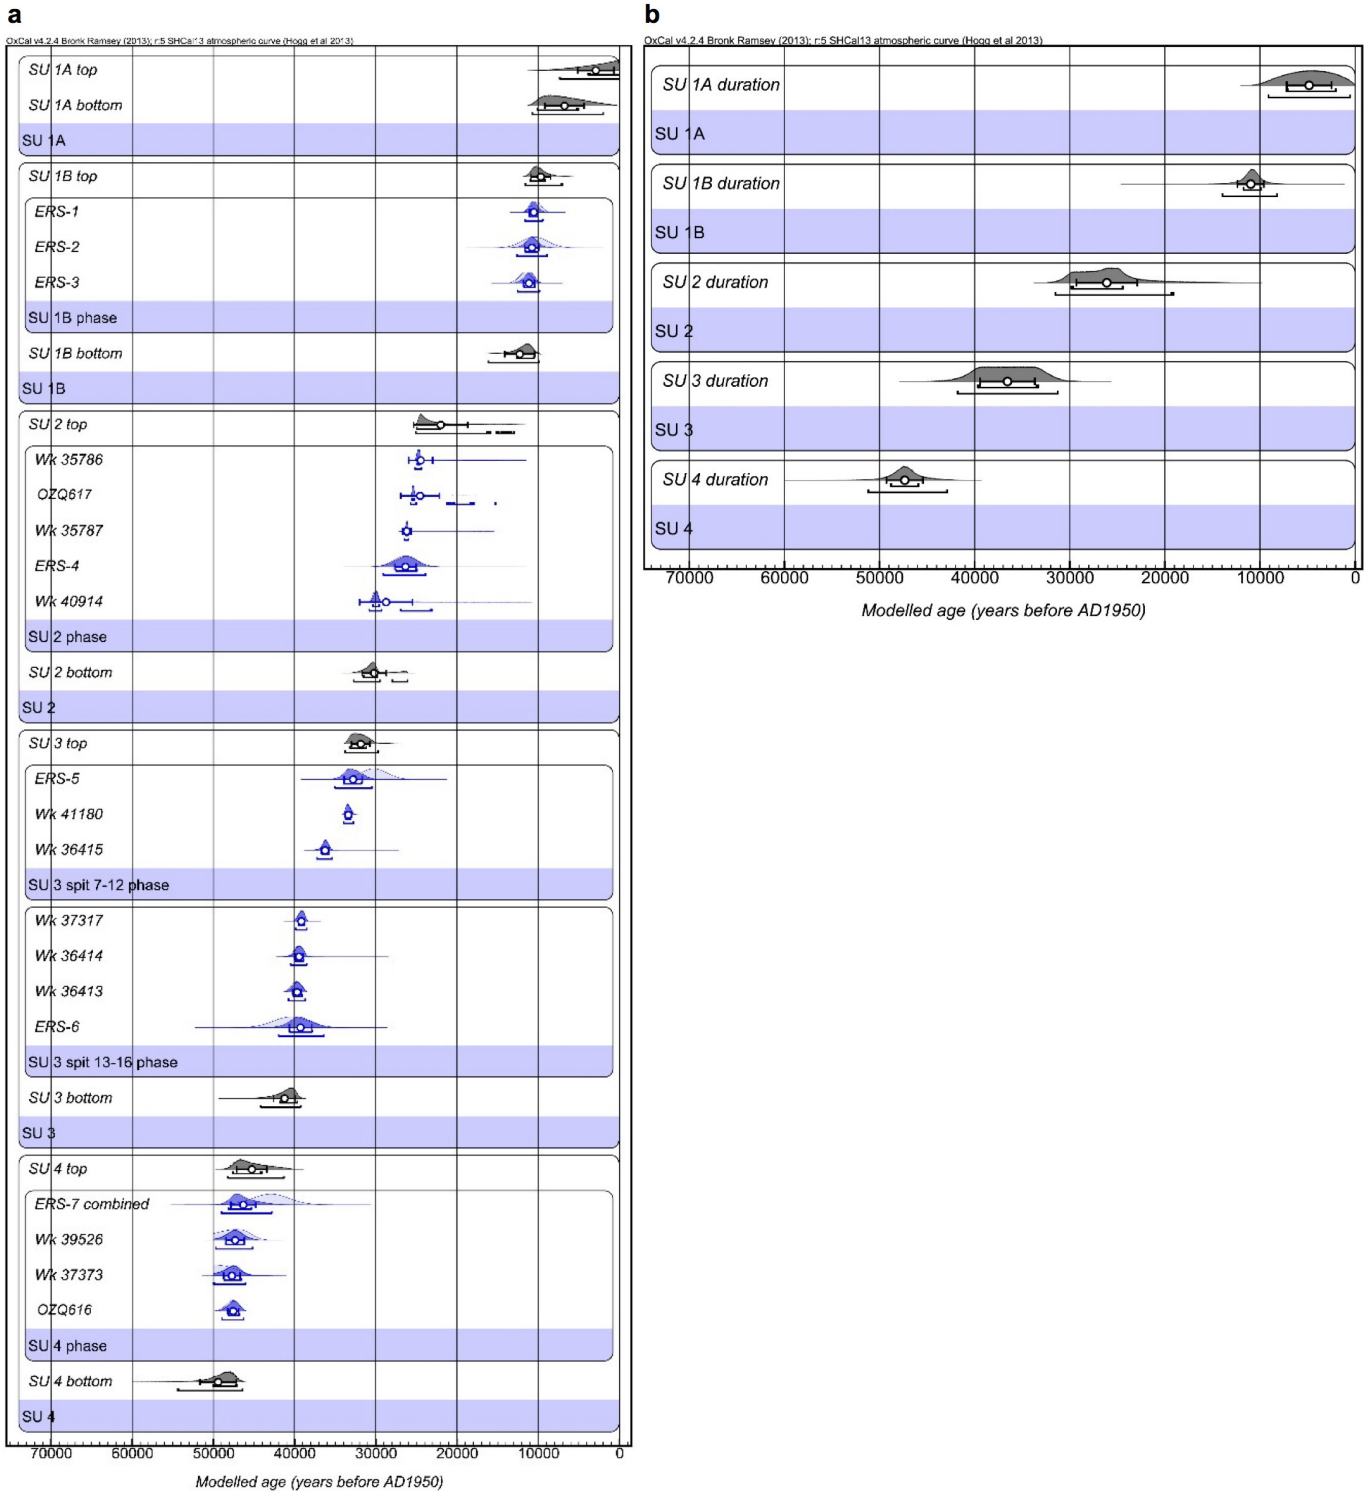 a
OxCal v4.2.4 Bronk Ramsey (2013); r:5 SHCal13 atmospheric curve (Hogg et al 2013)
SU 1A top
SU 1A bottom
SU 1A
SU 1B top
ERS-1
ERS-2
ERS-3
SU 1B phase
SU 1B bottom
SU 1B
SU 2 top
Wk 35786
OZQ617
Wk 35787
ERS-4
Wk 40914
SU 2 phase
SU 2 bottom
SU 2
SU 3 top
ERS-5
Wk 41180
Wk 36415
SU 3 spit 7-12 phase
Wk 37317
Wk 36414
Wk 36413
ERS-6
SU 3 spit 13-16 phase
SU 3 bottom
SU 3
SU 4 top
ERS-7 combined
Wk 39526
Wk 37373
OZQ616
SU 4 phase
SU 4 bottom
SU 4
70000 60000 50000 40000 30000 20000 10000 0
Modelled age (years before AD1950)
b
OxCal v4.2.4 Bronk Ramsey (2013); r:5 SHCal13 atmospheric curve (Hogg et al 2013)
SU 1A duration
SU 1A
SU 1B duration
SU 1B
SU 2 duration
SU 2
SU 3 duration
SU 3
SU 4 duration
SU 4
70000 60000 50000 40000 30000 20000 10000 0
Modelled age (years before AD1950)